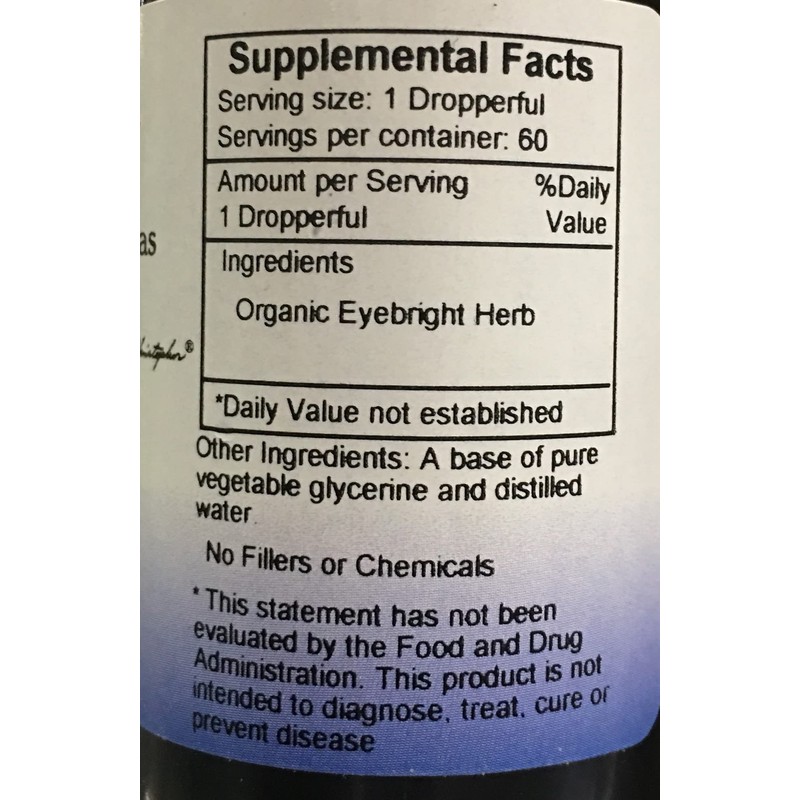 Supplemental Facts
Serving size: 1 Dropperful
Servings per container: 60
Amount per Serving %Daily
1 Dropperful Value
Ingredients
as
Organic Eyebright Herb
*Daily Value not established
Other Ingredients: A base of pure
vegetable glycerine and distilled
water
No Fillers or Chemicals
* This statement has not been
evaluated by the Food and Drug
Administration. This product is not
intended to diagnose, treat, cure or
prevent disease